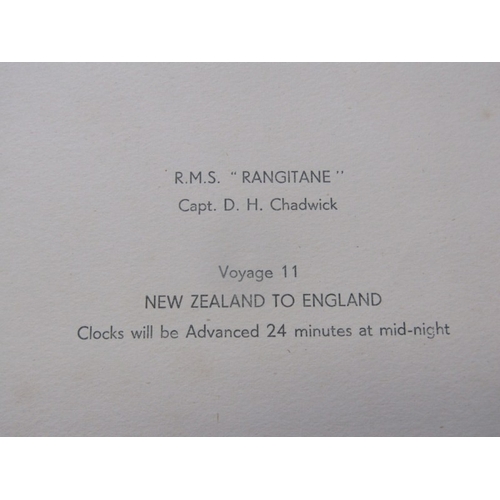 R.M.S. "RANGITANE"
Capt. D. H. Chadwick
Voyage 11
NEW ZEALAND TO ENGLAND
Clocks will be Advanced 24 minutes at mid-night